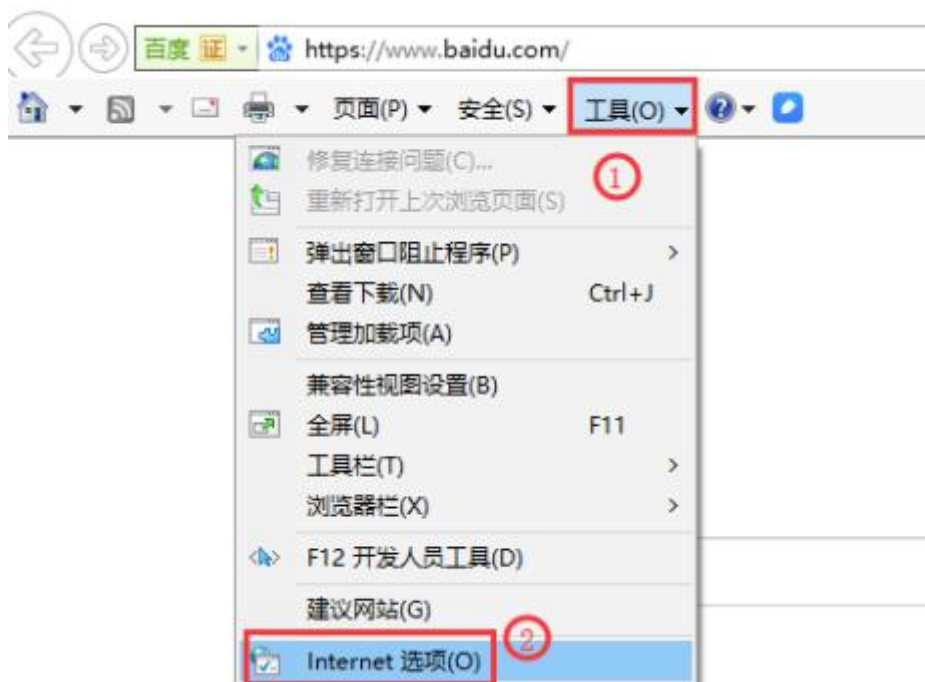 百度 证 https://www.baidu.com/
页面(P) 安全(S) 工具(O)
修复连接问题(C)...
①
重新打开上次浏览页面(S)
弹出窗口阻止程序(P)
查看下载(N) Ctrl+J
管理加载项(A)
兼容性视图设置(B)
全屏(L) F11
工具栏(T)
浏览器栏(X)
F12 开发人员工具(D)
建议网站(G)
②
Internet 选项(O)